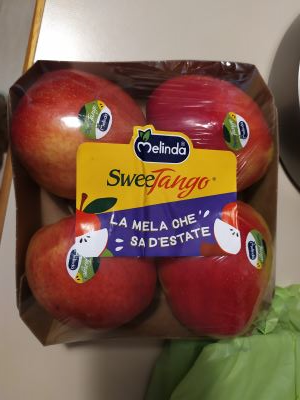 Melinda
SweeTango®
LA MELA CHE
SA D'ESTATE